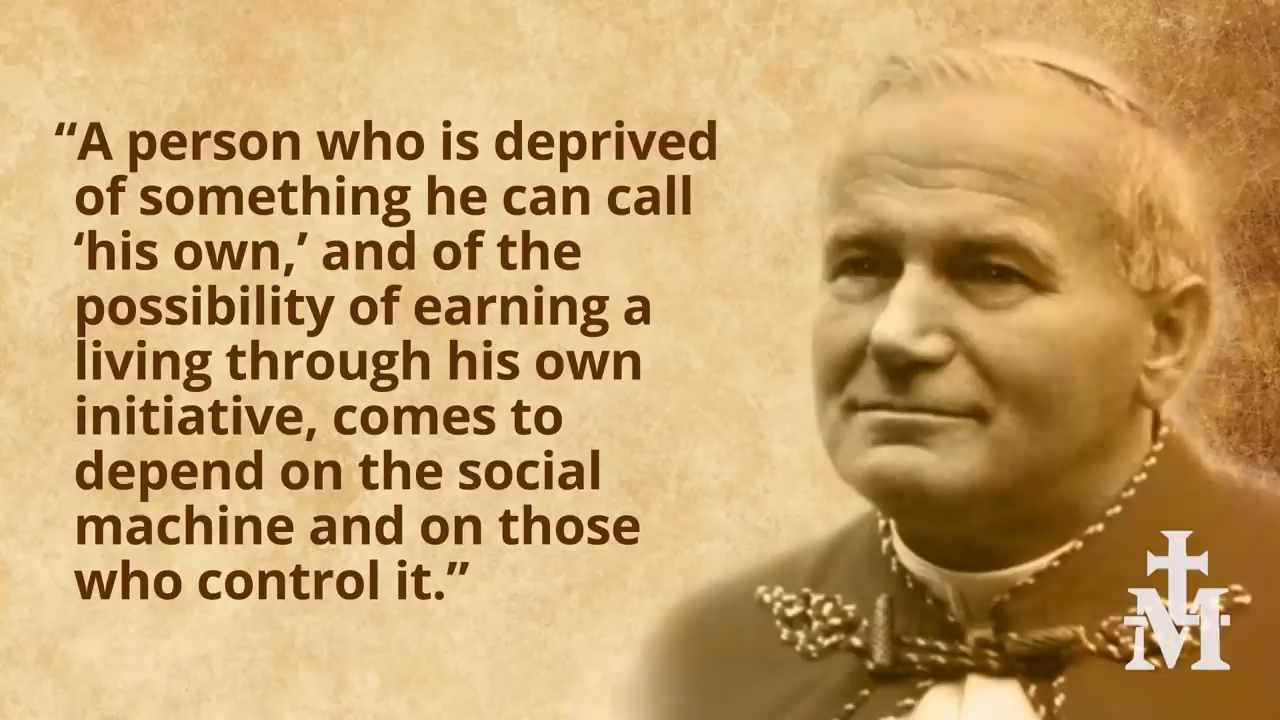 “A person who is deprived
of something he can call
‘his own,’ and of the
possibility of earning a
living through his own
initiative, comes to
depend on the social
machine and on those
who control it.”
M